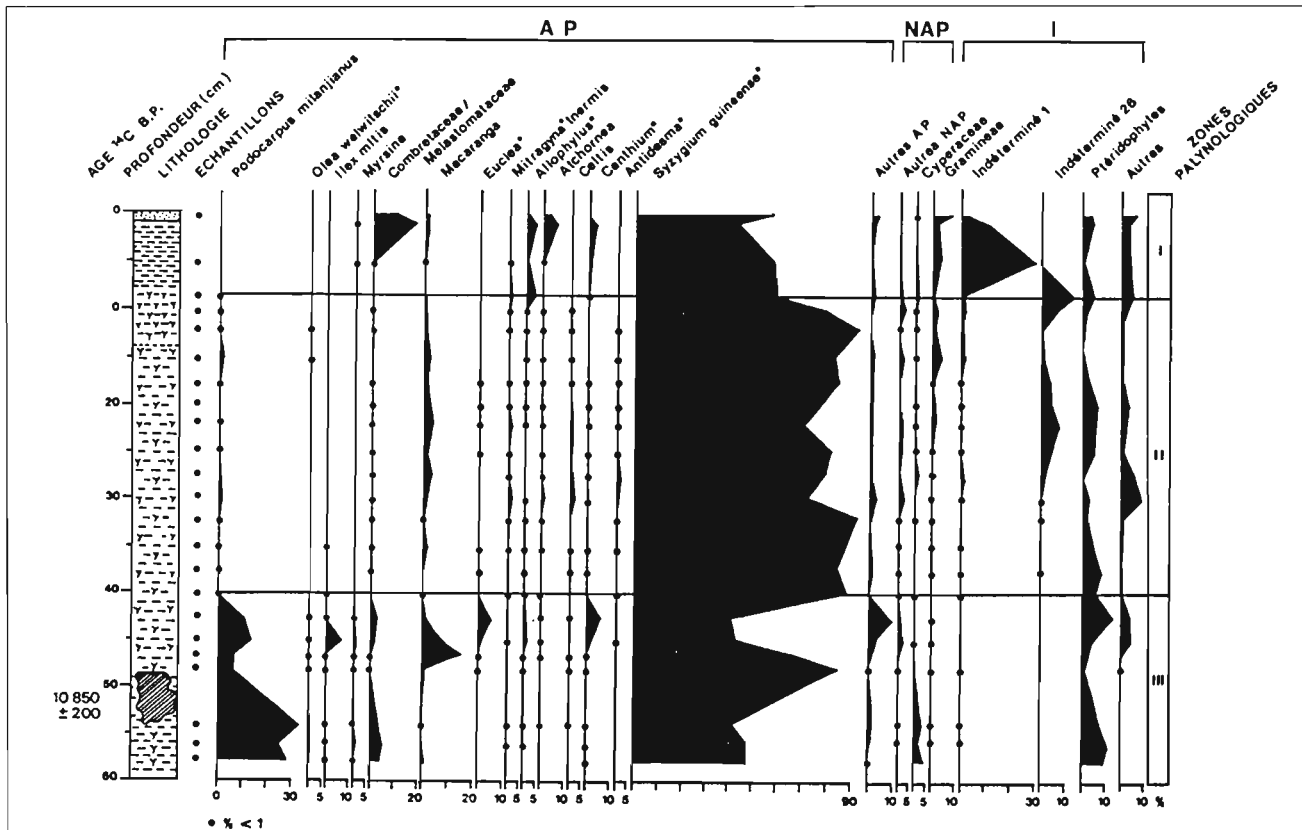 A P
NAP
I
AGE ¹⁴C B.P.
PROFONDEUR (cm)
LITHOLOGIE
ECHANTILLONS
Podocarpus milanjianus
Olea welwitschii*
Ilex mitis
Myrsine
Combretaceae/
Melastomataceae
Macaranga
Euclea*
Mitragyna*inermis
Allophylus*
Alchornea
Celtis
Canthium*
Antidesma*
Syzygium guineense*
Autres AP
Autres NAP
Cyperaceae
Gramineae
Indéterminé 1
Indéterminé 26
Ptéridophytes
Autres
ZONES
PALYNOLOGIQUES
0
0
20
30
40
50
60
10 850
± 200
I
II
III
0 30 5 5 10 5 20 20 10 5 5 10 5 10 5 90 10 5 5 10 30 10 10 %
● % < 1